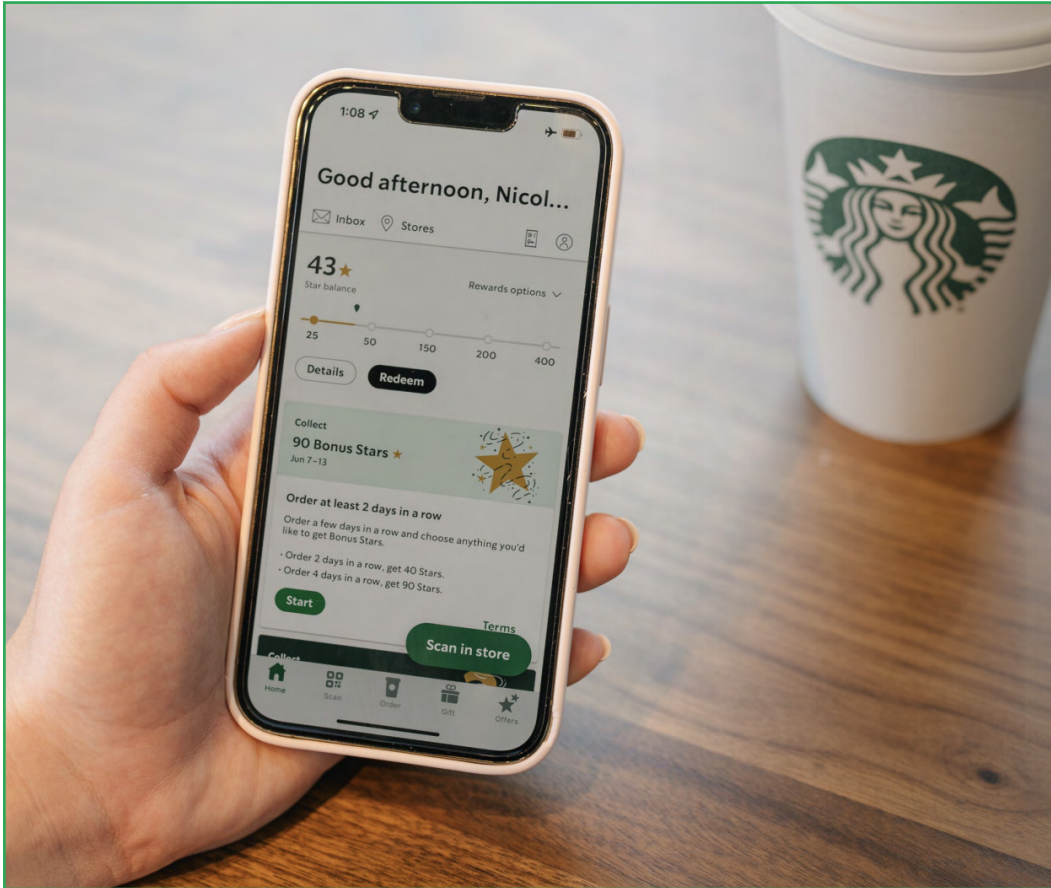 1:08
Good afternoon, Nicol...
Inbox Stores
43
Star balance
Rewards options
25 50 150 200 400
Details Redeem
Collect
90 Bonus Stars
Jun 7–13
Order at least 2 days in a row
Order a few days in a row and choose anything you'd
like to get Bonus Stars.
· Order 2 days in a row, get 40 Stars.
· Order 4 days in a row, get 90 Stars.
Start
Terms
Scan in store
Collect
Home Scan Order Gift Offers